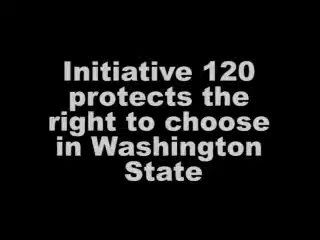 Initiative 120
protects the
right to choose
in Washington
State